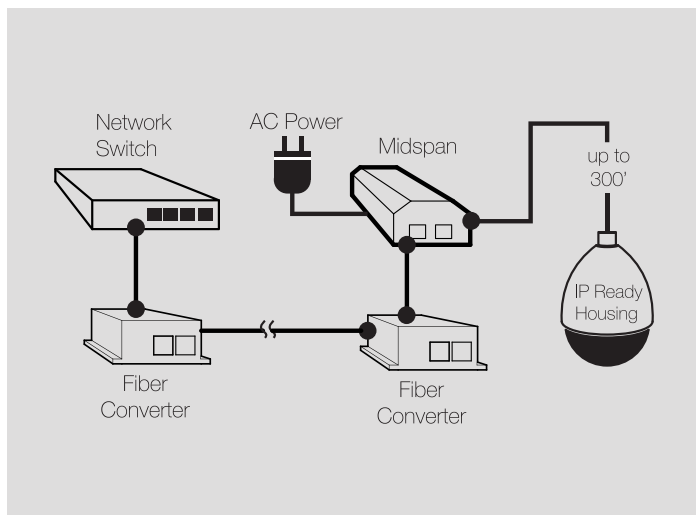 Network
Switch
AC Power
Midspan
up to
300'
IP Ready
Housing
Fiber
Converter
Fiber
Converter